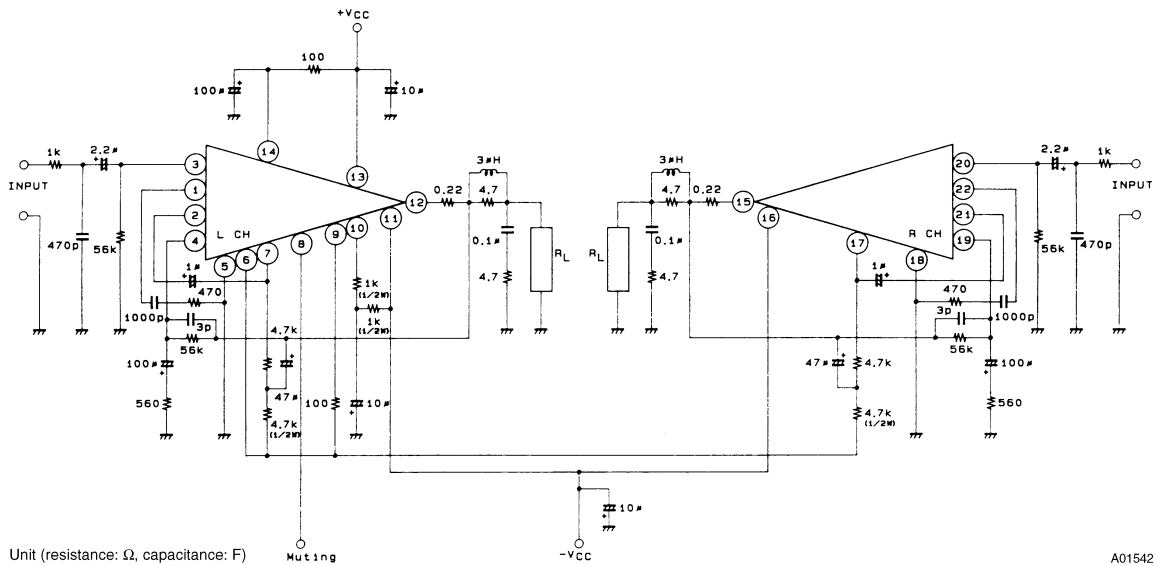 +VCC
100
100µ
10µ
14
13
1k
2.2µ
3
INPUT
1
2
4
L CH
470p
56k
5
6
7
8
9
10
11
12
0.22
3µH
4.7
0.1µ
4.7
RL
1µ
470
1000p
3p
56k
100µ
560
4.7k
47µ
4.7k
(1/2W)
100
1k
(1/2W)
1k
(1/2W)
10µ
3µH
4.7
0.22
15
16
0.1µ
4.7
RL
17
18
R CH
20
22
21
19
2.2µ
1k
INPUT
56k
470p
1µ
470
3p
1000p
56k
47µ
4.7k
4.7k
(1/2W)
100µ
560
10µ
Muting
-VCC
Unit (resistance: Ω, capacitance: F)
A01542